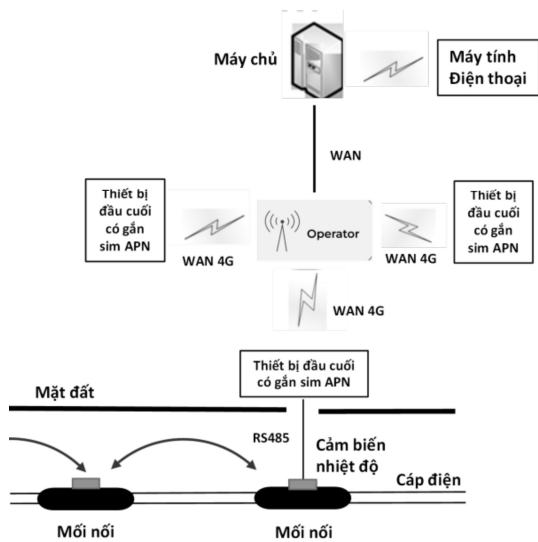 Máy chủ
Máy tính
Điện thoại
WAN
Thiết bị
đầu cuối
có gắn
sim APN
Operator
Thiết bị
đầu cuối
có gắn
sim APN
WAN 4G
WAN 4G
WAN 4G
Thiết bị đầu cuối
có gắn sim APN
Mặt đất
RS485
Cảm biến
nhiệt độ
Cáp điện
Mối nối
Mối nối